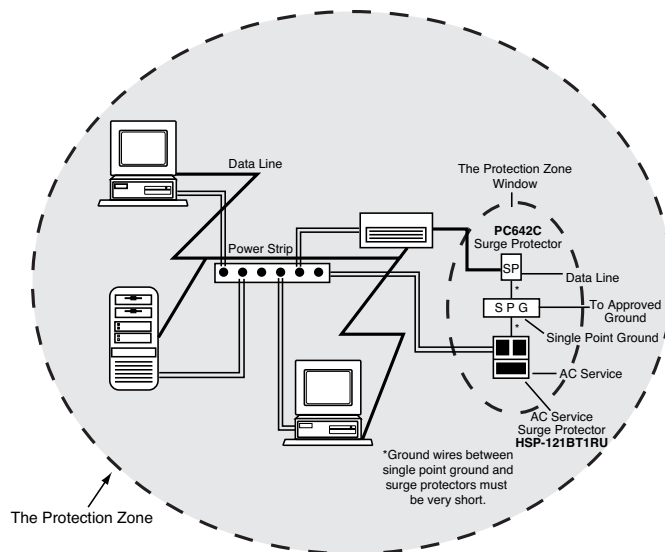 The Protection Zone
Window
Data Line
PC642C
Surge Protector
Power Strip
SP
Data Line
*
S P G
To Approved
Ground
*
Single Point Ground
AC Service
AC Service
Surge Protector
HSP-121BT1RU
*Ground wires between
single point ground and
surge protectors must
be very short.
The Protection Zone